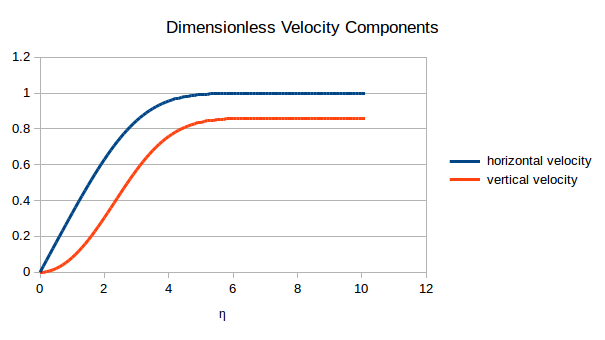 Dimensionless Velocity Components
1.2
1
0.8
0.6
0.4
0.2
0
0 2 4 6 8 10 12
η
horizontal velocity
vertical velocity